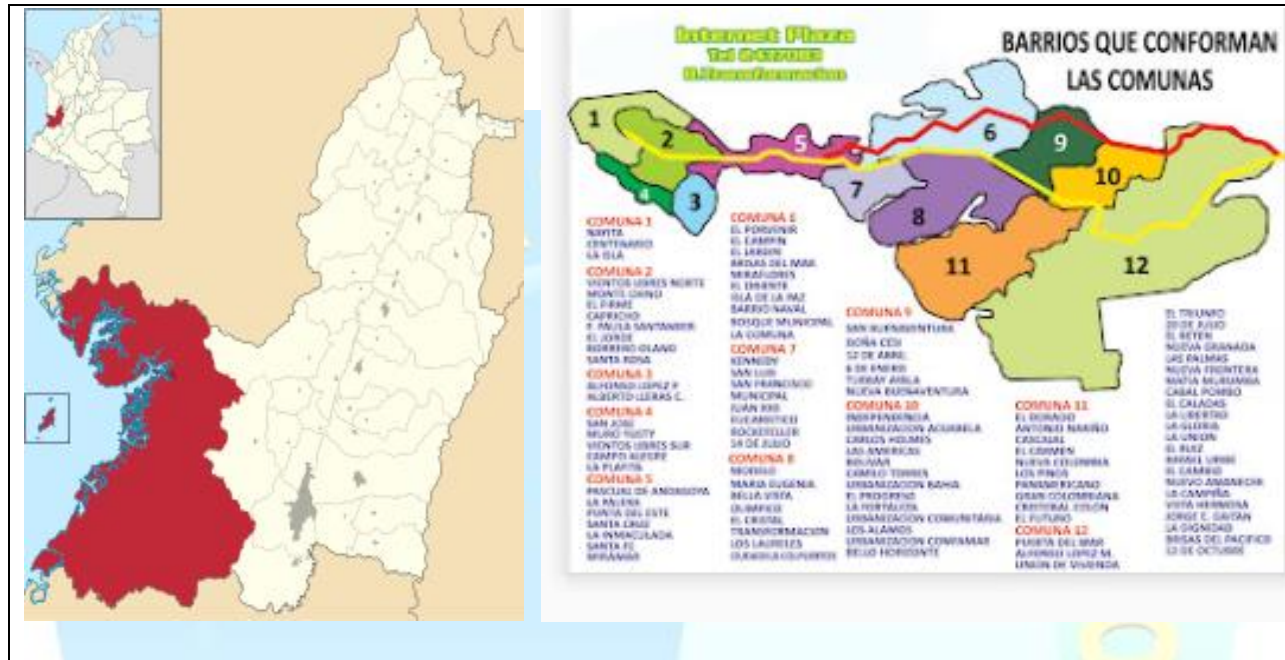 Internet Plaza
BARRIOS QUE CONFORMAN
LAS COMUNAS
1
2
3
4
5
6
7
8
9
10
11
12
COMUNA 1
NAYITA
CENTENARIO
LA ISLA
COMUNA 2
VIENTOS LIBRES NORTE
EL FIRME
CAPRICHO
F. PAULA SANTANDER
EL JORGE
BORRERO OLANO
SANTA ROSA
COMUNA 3
ALFONSO LOPEZ P
ALBERTO LLERAS C.
COMUNA 4
SAN JOSE
MURO YUSTY
VIENTOS LIBRES SUR
CAMPO ALEGRE
LA PLAYITA
COMUNA 5
PASCUAL DE ANDAGOYA
LA PALERA
PUNTA DEL ESTE
SANTA CRUZ
LA INMACULADA
SANTA FE
MIRAMAR
COMUNA 6
EL PORVENIR
EL CAMPIN
EL JARDIN
BRISAS DEL MAR
MIRAFLORES
EL ORIENTE
ISLA DE LA PAZ
BARRIO NAVAL
BOSQUE MUNICIPAL
LA COMUNA
COMUNA 7
KENNEDY
SAN LUIS
SAN FRANCISCO
MUNICIPAL
JUAN XXIII
EUCARISTICO
ROCKEFELLER
14 DE JULIO
COMUNA 8
MODELO
MARIA EUGENIA
BELLA VISTA
OLIMPICO
EL CRISTAL
TRANSFORMACION
LOS LAURELES
COMUNA 9
SAN BUENAVENTURA
DOÑA CECI
12 DE ABRIL
6 DE ENERO
TURBAY AYALA
NUEVA BUENAVENTURA
COMUNA 10
INDEPENDENCIA
URBANIZACION
CARLOS HOLMES
LAS AMERICAS
BOLIVAR
CAMILO TORRES
URBANIZACION BAHIA
EL PROGRESO
LA FORTALEZA
URBANIZACION COMUNITARIA
LOS ALAMOS
URBANIZACION COMFAMAR
BELLO HORIZONTE
COMUNA 11
EL DORADO
ANTONIO NARIÑO
CASCAJAL
EL CARMEN
NUEVA COLOMBIA
LOS PINOS
PANAMERICANO
GRAN COLOMBIANA
CRISTOBAL COLON
EL FUTURO
COMUNA 12
PUERTA DEL MAR
ALFONSO LOPEZ M.
UNION DE VIVIENDA
EL TRIUNFO
20 DE JULIO
EL RETEN
NUEVA GRANADA
LAS PALMAS
NUEVA FRONTERA
MATIA MULUMBA
CABAL POMBO
EL CALADAS
LA LIBERTAD
LA GLORIA
LA UNION
EL RUIZ
RAFAEL URIBE
EL CAMBIO
NUEVO AMANECER
LA CAMPIÑA
VISTA HERMOSA
JORGE E. GAITAN
LA DIGNIDAD
BRISAS DEL PACIFICO
12 DE OCTUBRE